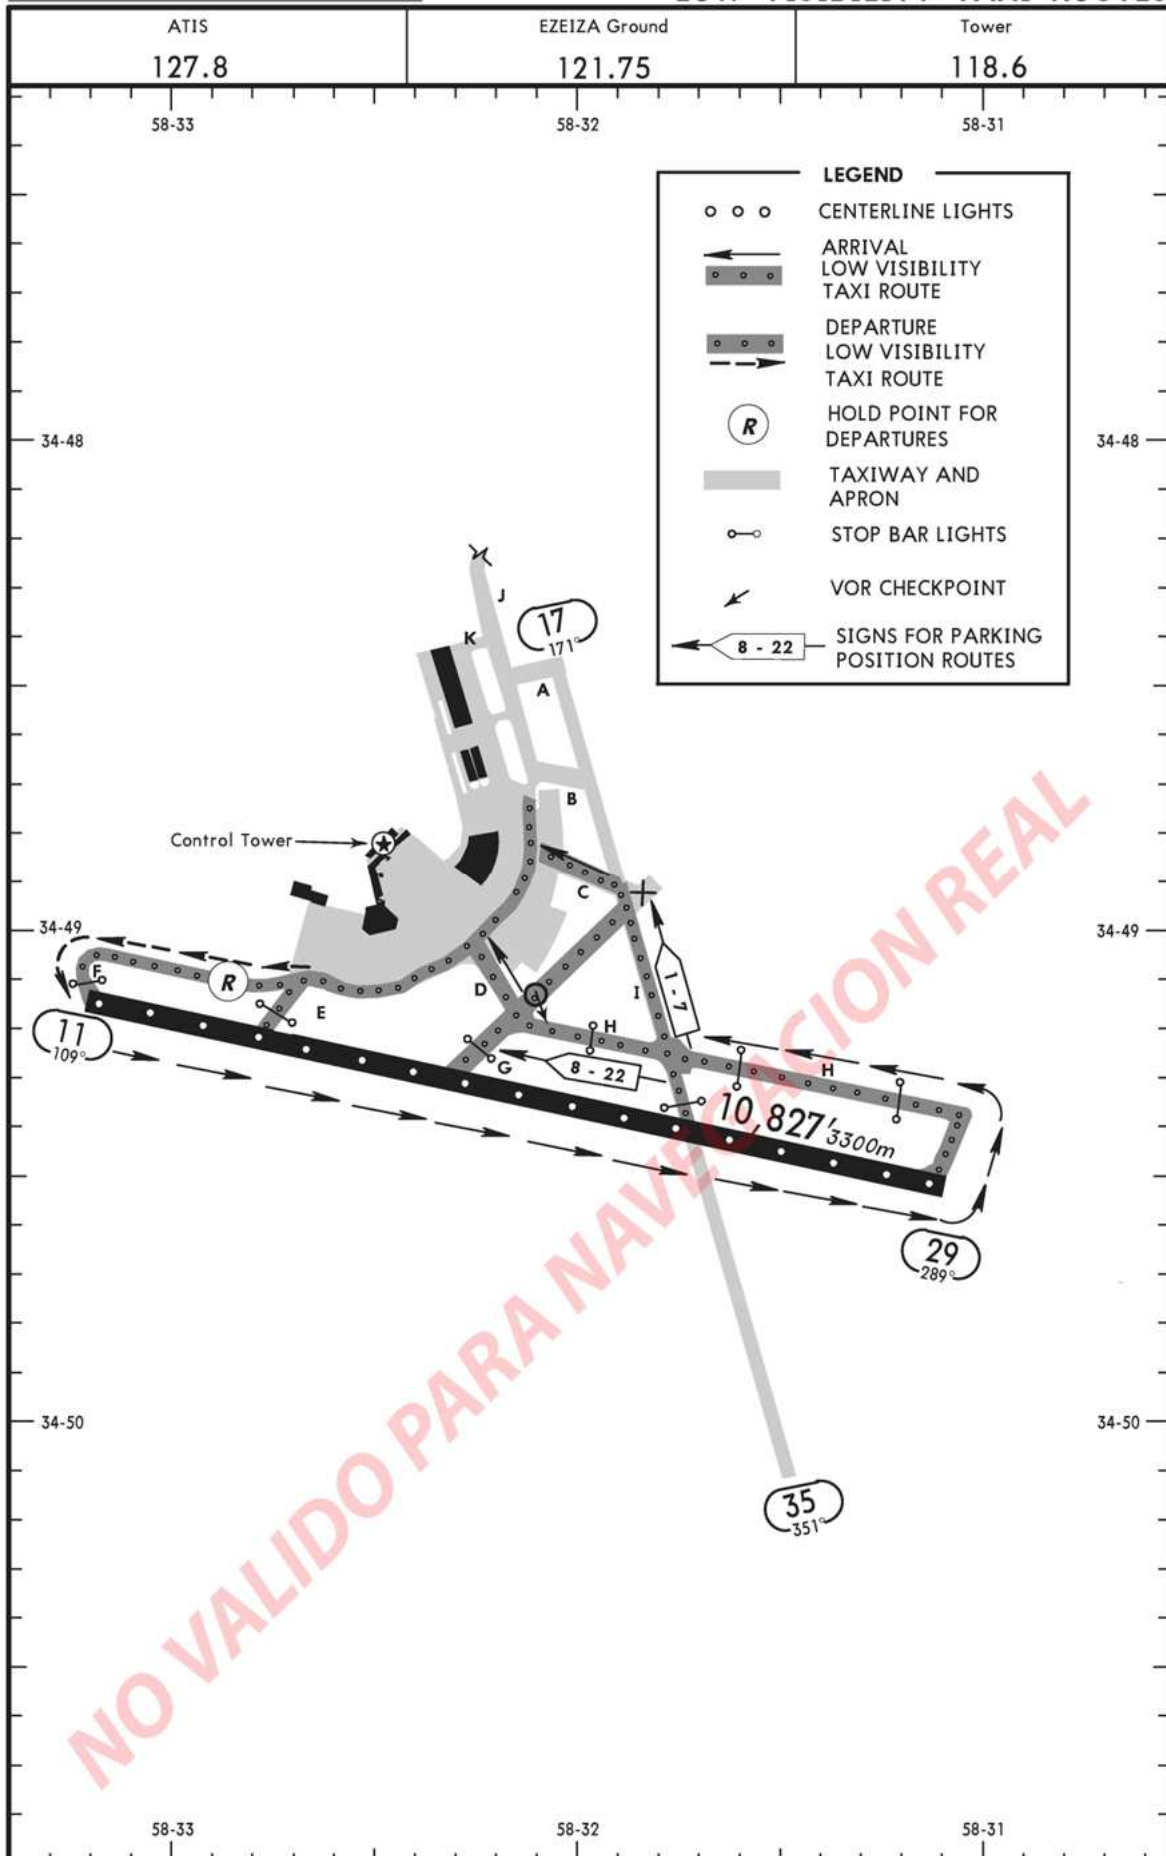 ATIS
127.8
EZEIZA Ground
121.75
Tower
118.6
58-33
58-32
58-31
LEGEND
CENTERLINE LIGHTS
ARRIVAL
LOW VISIBILITY
TAXI ROUTE
DEPARTURE
LOW VISIBILITY
TAXI ROUTE
R
HOLD POINT FOR
DEPARTURES
TAXIWAY AND
APRON
STOP BAR LIGHTS
VOR CHECKPOINT
8 - 22
SIGNS FOR PARKING
POSITION ROUTES
34-48
34-48
J
K
17
171°
A
B
Control Tower
C
34-49
34-49
F
R
E
D
I
1 - 7
H
G
8 - 22
H
11
109°
10,827'
3300m
29
289°
34-50
34-50
35
351°
NO VALIDO PARA NAVEGACION REAL
58-33
58-32
58-31